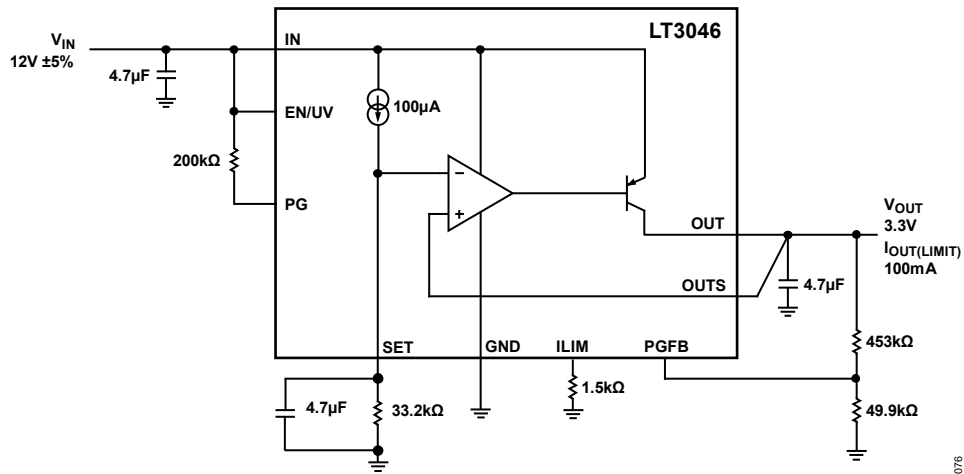 LT3046
V_IN
12V ±5%
IN
4.7µF
100µA
EN/UV
200kΩ
PG
−
+
OUT
V_OUT
3.3V
I_OUT(LIMIT)
100mA
OUTS
4.7µF
SET
GND
ILIM
PGFB
453kΩ
4.7µF
33.2kΩ
1.5kΩ
49.9kΩ
076